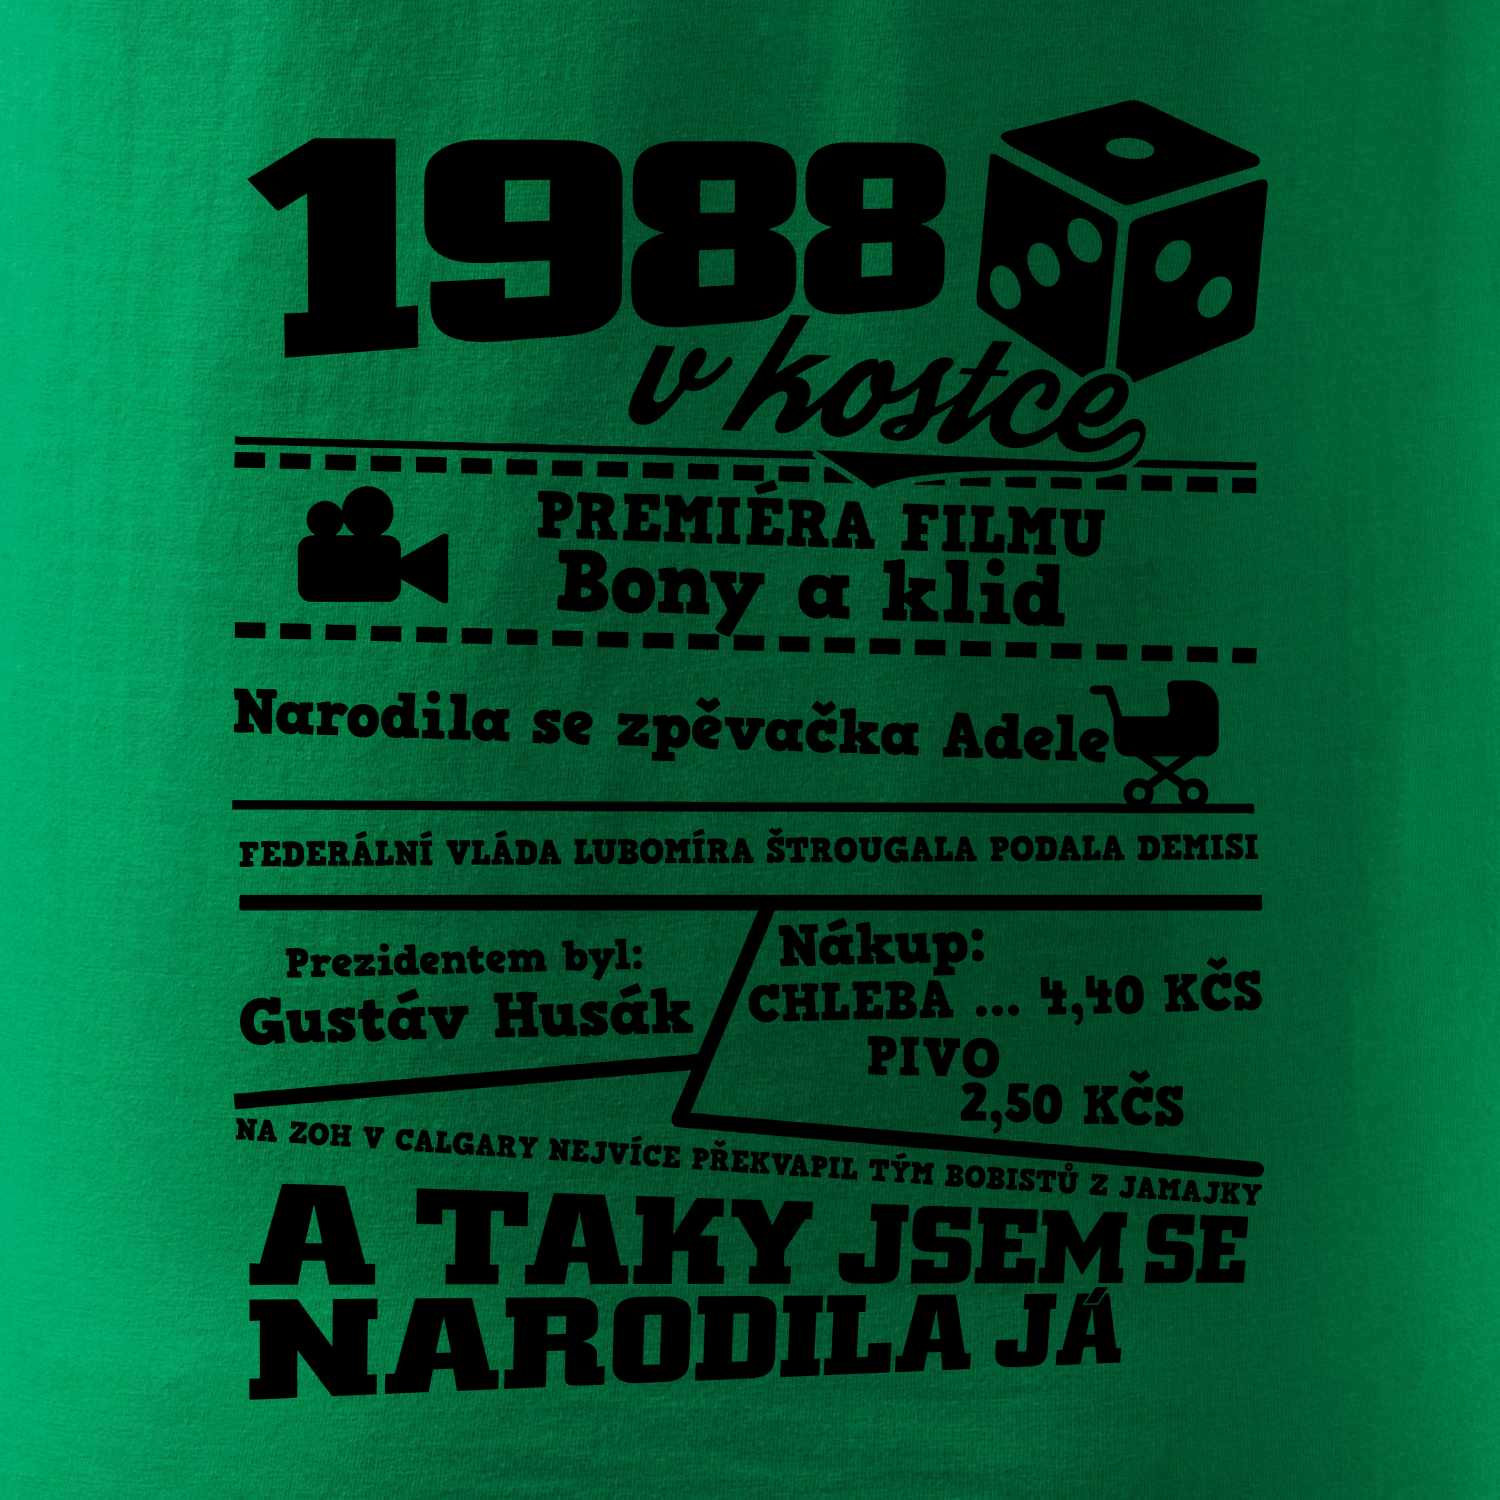 1988
v kostce
PREMIÉRA FILMU
Bony a klid
Narodila se zpěvačka Adele
FEDERÁLNÍ VLÁDA LUBOMÍRA ŠTROUGALA PODALA DEMISI
Prezidentem byl:
Gustáv Husák
Nákup:
CHLEBA ... 4,40 KČS
PIVO
2,50 KČS
NA ZOH V CALGARY NEJVÍCE PŘEKVAPIL TÝM BOBISTŮ Z JAMAJKY
A TAKY JSEM SE
NARODILA JÁ